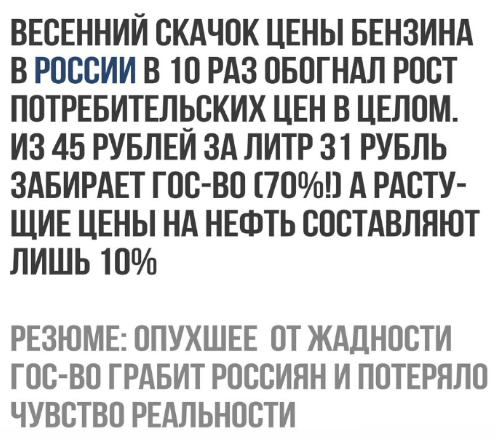 ВЕСЕННИЙ СКАЧОК ЦЕНЫ БЕНЗИНА
В РОССИИ В 10 РАЗ ОБОГНАЛ РОСТ
ПОТРЕБИТЕЛЬСКИХ ЦЕН В ЦЕЛОМ.
ИЗ 45 РУБЛЕЙ ЗА ЛИТР 31 РУБЛЬ
ЗАБИРАЕТ ГОС-ВО (70%!) А РАСТУ-
ЩИЕ ЦЕНЫ НА НЕФТЬ СОСТАВЛЯЮТ
ЛИШЬ 10%
РЕЗЮМЕ: ОПУХШЕЕ ОТ ЖАДНОСТИ
ГОС-ВО ГРАБИТ РОССИЯН И ПОТЕРЯЛО
ЧУВСТВО РЕАЛЬНОСТИ